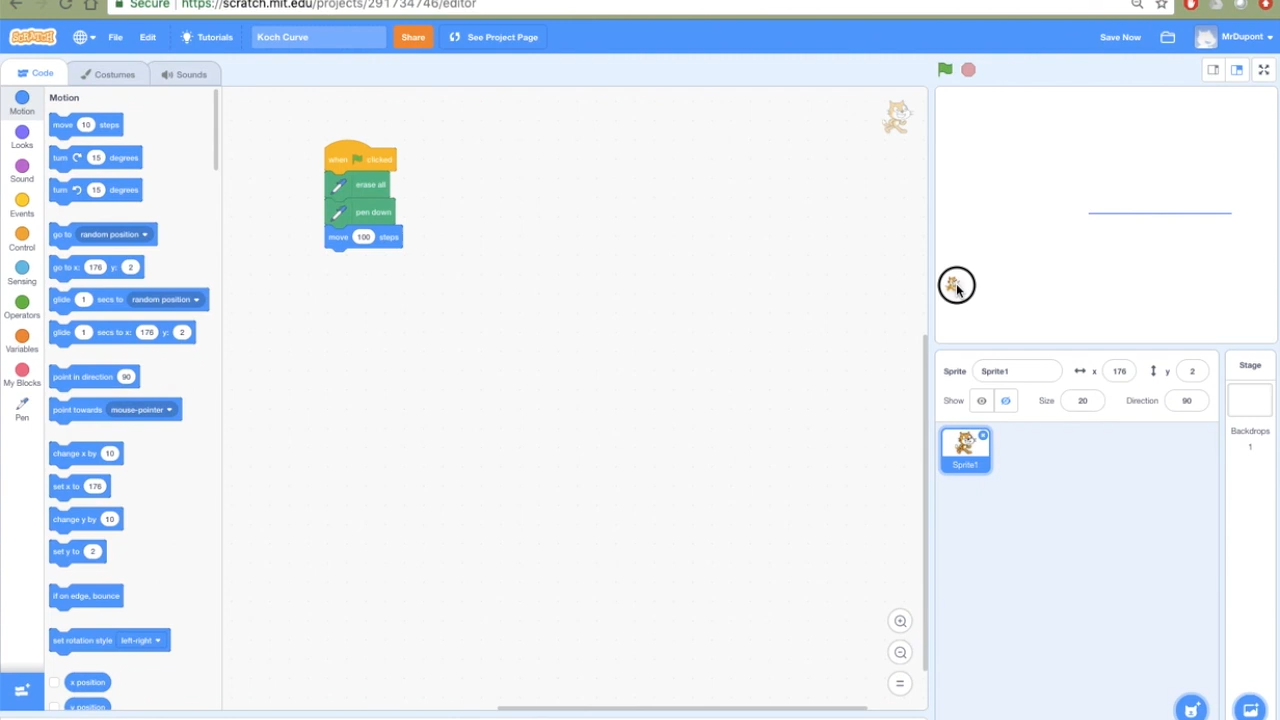 Secure https://scratch.mit.edu/projects/291734746/editor
SCRATCH File Edit Tutorials Koch Curve Share See Project Page Save Now MrDupont
Code Costumes Sounds
Motion
Looks
Sound
Events
Control
Sensing
Operators
Variables
My Blocks
Pen
Motion
move 10 steps
turn 15 degrees
turn 15 degrees
go to random position
go to x: 176 y: 2
glide 1 secs to random position
glide 1 secs to x: 176 y: 2
point in direction 90
point towards mouse-pointer
change x by 10
set x to 176
change y by 10
set y to 2
if on edge, bounce
set rotation style left-right
x position
y position
when clicked
erase all
pen down
move 100 steps
Sprite Sprite1 x 176 y 2
Show Size 20 Direction 90
Sprite1
Stage
Backdrops
1